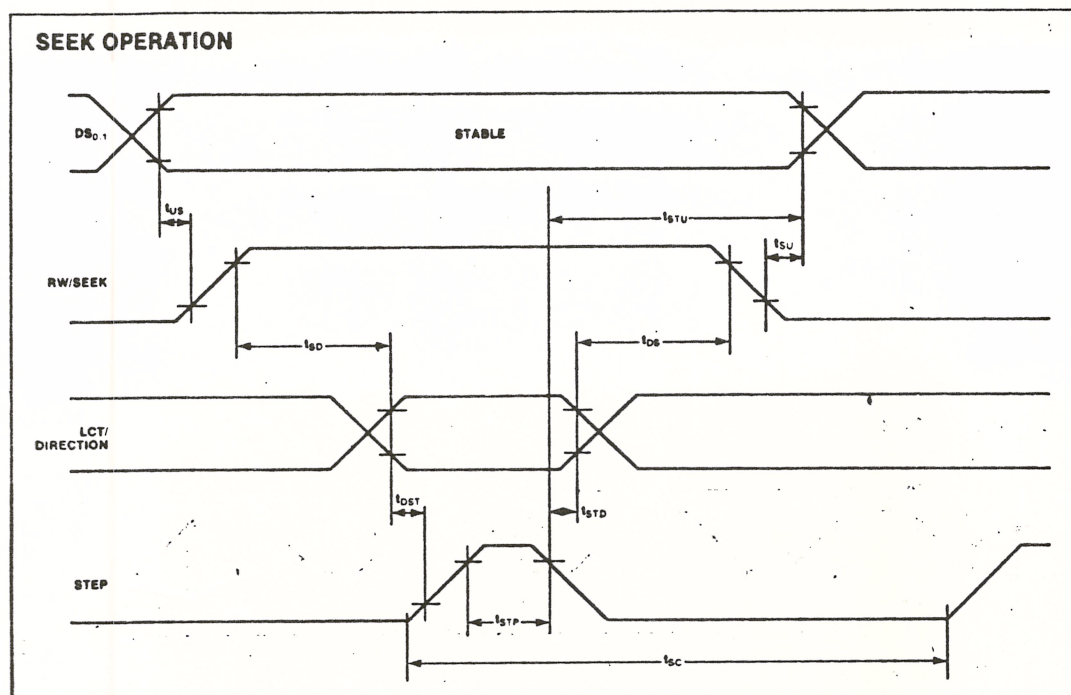 SEEK OPERATION
DS0,1
STABLE
tUS
tSTU
tSU
RW/SEEK
tSD
tDS
LCT/
DIRECTION
tDST
tSTD
STEP
tSTP
tSC